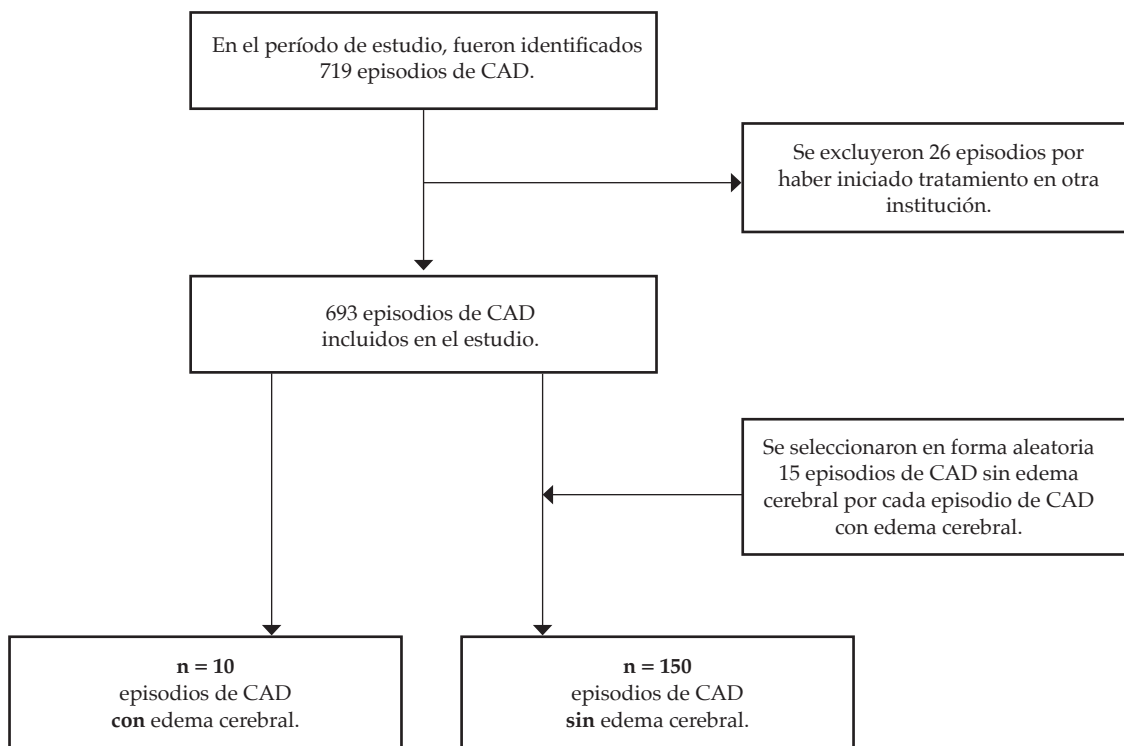 En el período de estudio, fueron identificados
719 episodios de CAD.
Se excluyeron 26 episodios por
haber iniciado tratamiento en otra
institución.
693 episodios de CAD
incluidos en el estudio.
Se seleccionaron en forma aleatoria
15 episodios de CAD sin edema
cerebral por cada episodio de CAD
con edema cerebral.
n = 10
episodios de CAD
con edema cerebral.
n = 150
episodios de CAD
sin edema cerebral.